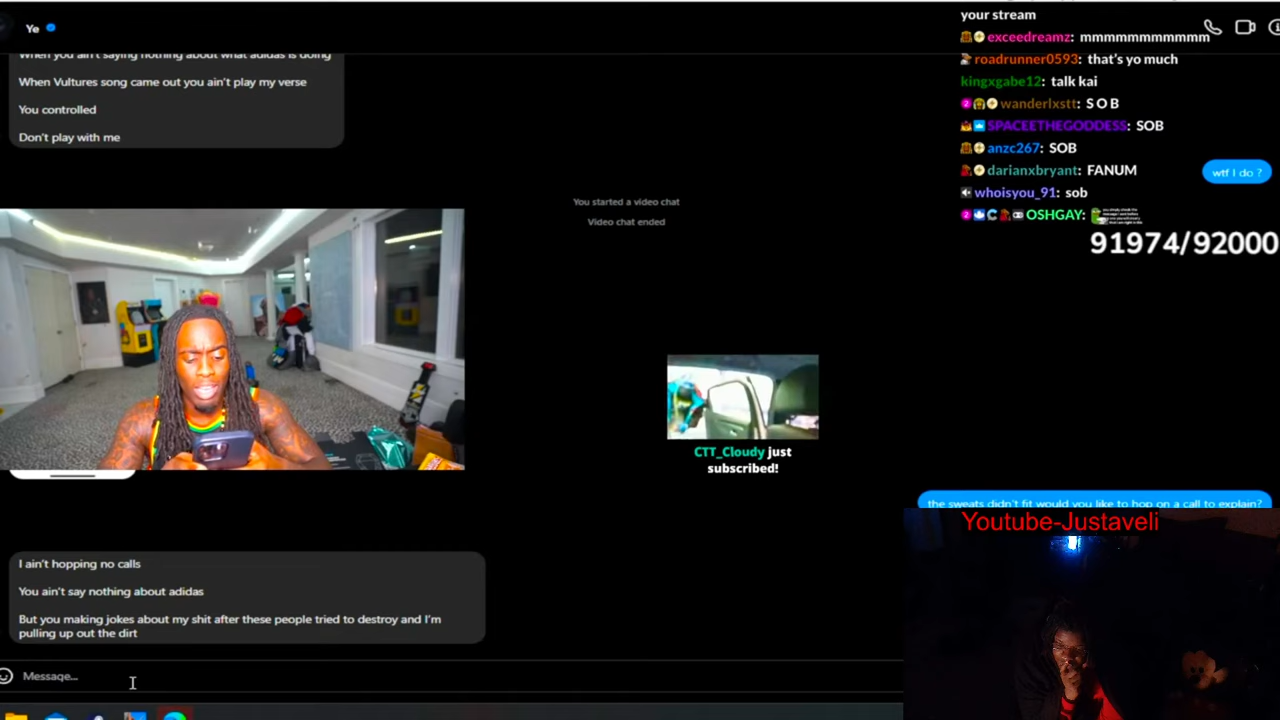 Ye
When you ain't saying nothing about what adidas is doing
When Vultures song came out you ain't play my verse
You controlled
Don't play with me
your stream
exceedreamz: mmmmmmmmmmm
roadrunner0593: that's yo much
kingxgabe12: talk kai
wanderlxstt: S O B
SPACEETHEGODDESS: SOB
anzc267: SOB
darianxbryant: FANUM
whoisyou_91: sob
OSHGAY:
wtf I do ?
91974/92000
You started a video chat
Video chat ended
CTT_Cloudy just
subscribed!
the sweats didn't fit would you like to hop on a call to explain?
Youtube-Justaveli
I ain't hopping no calls
You ain't say nothing about adidas
But you making jokes about my shit after these people tried to destroy and I'm
pulling up out the dirt
Message...